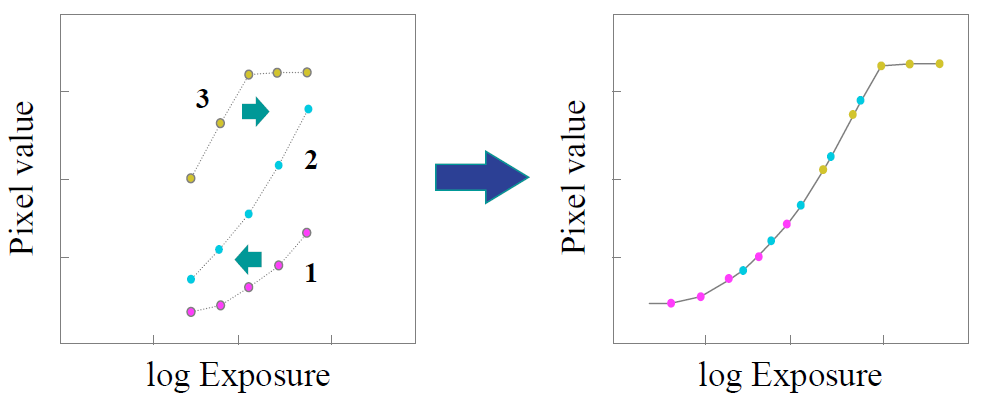 Pixel value
3
2
1
log Exposure
Pixel value
log Exposure